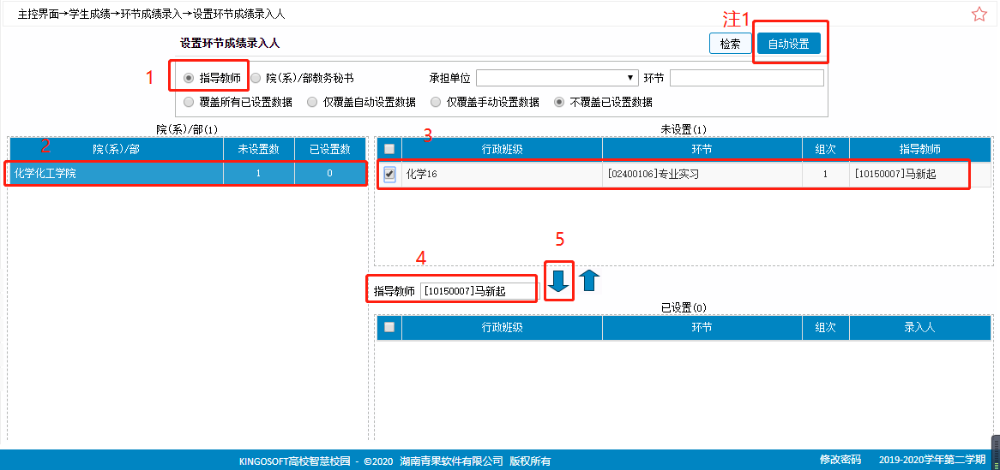 主控界面→学生成绩→环节成绩录入→设置环节成绩录入人
注1
设置环节成绩录入人 检索 自动设置
1 指导教师 院(系)/部教务秘书 承担单位 环节
覆盖所有已设置数据 仅覆盖自动设置数据 仅覆盖手动设置数据 不覆盖已设置数据
院(系)/部(1) 未设置(1)
2 院(系)/部 未设置数 已设置数
3 行政班级 环节 组次 指导教师
化学化工学院 1 0
化学16 [02400106]专业实习 1 [10150007]马新起
5
4
指导教师 [10150007]马新起
已设置(0)
行政班级 环节 组次 录入人
KINGOSOFT高校智慧校园 - ©2020 湖南青果软件有限公司 版权所有 修改密码 2019-2020学年第二学期